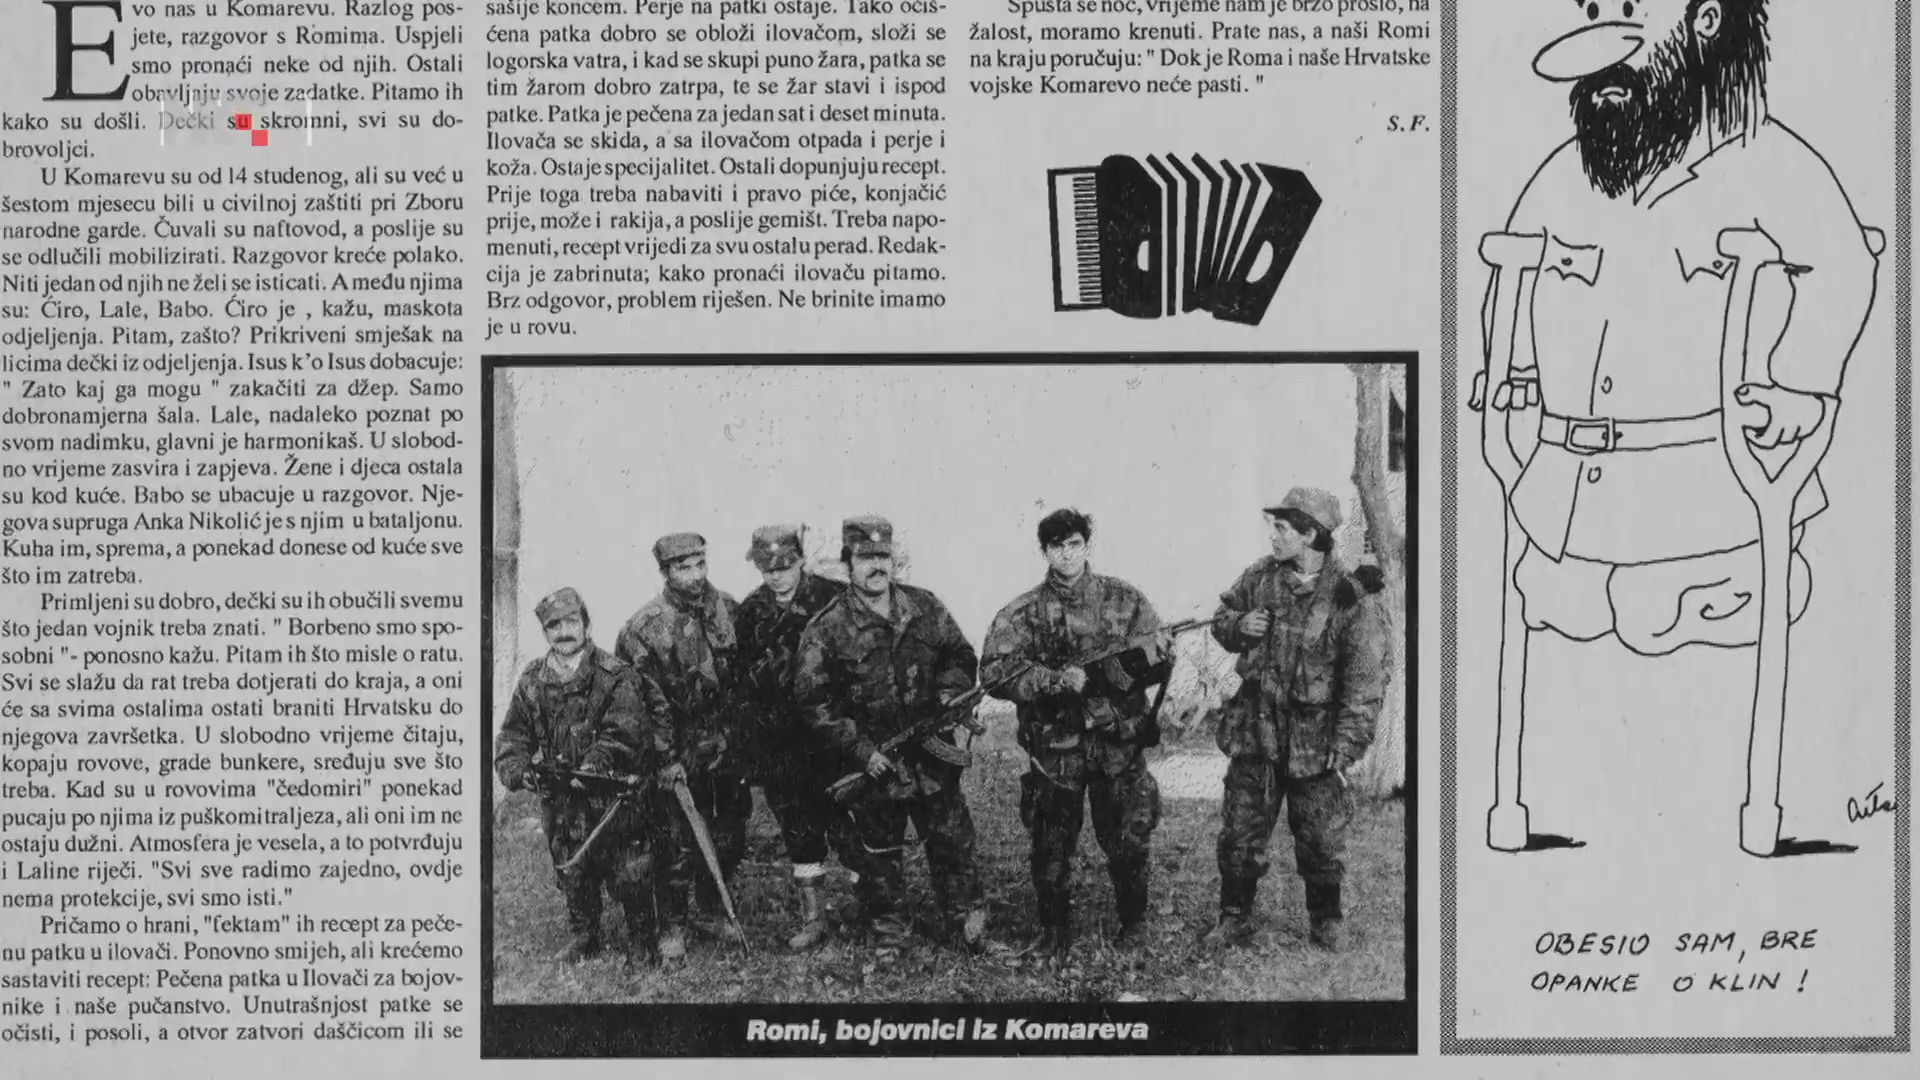 Evo nas u Komarevu. Razlog pos-
jete, razgovor s Romima. Uspjeli
smo pronaći neke od njih. Ostali
obavljaju svoje zadatke. Pitamo ih
kako su došli. Dečki su skromni, svi su do-
brovoljci.
U Komarevu su od 14 studenog, ali su već u
šestom mjesecu bili u civilnoj zaštiti pri Zboru
narodne garde. Čuvali su naftovod, a poslije su
se odlučili mobilizirati. Razgovor kreće polako.
Niti jedan od njih ne želi se isticati. A među njima
su: Ćiro, Lale, Babo. Ćiro je , kažu, maskota
odjeljenja. Pitam, zašto? Prikriveni smješak na
licima dečki iz odjeljenja. Isus k'o Isus dobacuje:
" Zato kaj ga mogu " zakačiti za džep. Samo
dobronamjerna šala. Lale, nadaleko poznat po
svom nadimku, glavni je harmonikaš. U slobod-
no vrijeme zasvira i zapjeva. Žene i djeca ostala
su kod kuće. Babo se ubacuje u razgovor. Nje-
gova supruga Anka Nikolić je s njim u bataljonu.
Kuha im, sprema, a ponekad donese od kuće sve
što im zatreba.
Primljeni su dobro, dečki su ih obučili svemu
što jedan vojnik treba znati. " Borbeno smo spo-
sobni "- ponosno kažu. Pitam ih što misle o ratu.
Svi se slažu da rat treba dotjerati do kraja, a oni
će sa svima ostalima ostati braniti Hrvatsku do
njegova završetka. U slobodno vrijeme čitaju,
kopaju rovove, grade bunkere, sređuju sve što
treba. Kad su u rovovima "čedomiri" ponekad
pucaju po njima iz puškomitraljeza, ali oni im ne
ostaju dužni. Atmosfera je vesela, a to potvrđuju
i Laline riječi. "Svi sve radimo zajedno, ovdje
nema protekcije, svi smo isti."
Pričamo o hrani, "fektam" ih recept za peče-
nu patku u ilovači. Ponovno smijeh, ali krećemo
sastaviti recept: Pečena patka u Ilovači za bojov-
nike i naše pučanstvo. Unutrašnjost patke se
očisti, i posoli, a otvor zatvori daščicom ili se
sašije koncem. Perje na patki ostaje. Tako očiš-
ćena patka dobro se obloži ilovačom, složi se
logorska vatra, i kad se skupi puno žara, patka se
tim žarom dobro zatrpa, te se žar stavi i ispod
patke. Patka je pečena za jedan sat i deset minuta.
Ilovača se skida, a sa ilovačom otpada i perje i
koža. Ostaje specijalitet. Ostali dopunjuju recept.
Prije toga treba nabaviti i pravo piće, konjačić
prije, može i rakija, a poslije gemišt. Treba napo-
menuti, recept vrijedi za svu ostalu perad. Redak-
cija je zabrinuta; kako pronaći ilovaču pitamo.
Brz odgovor, problem riješen. Ne brinite imamo
je u rovu.
Spušta se noć, vrijeme nam je brzo prošlo, na
žalost, moramo krenuti. Prate nas, a naši Romi
na kraju poručuju: " Dok je Roma i naše Hrvatske
vojske Komarevo neće pasti. "
S. F.
Romi, bojovnici iz Komareva
OBESIO SAM, BRE
OPANKE O KLIN !